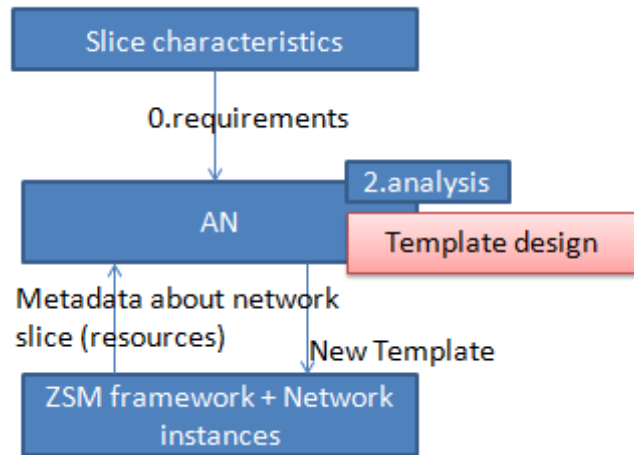 Slice characteristics
0.requirements
2.analysis
AN
Template design
Metadata about network
slice (resources)
New Template
ZSM framework + Network
instances